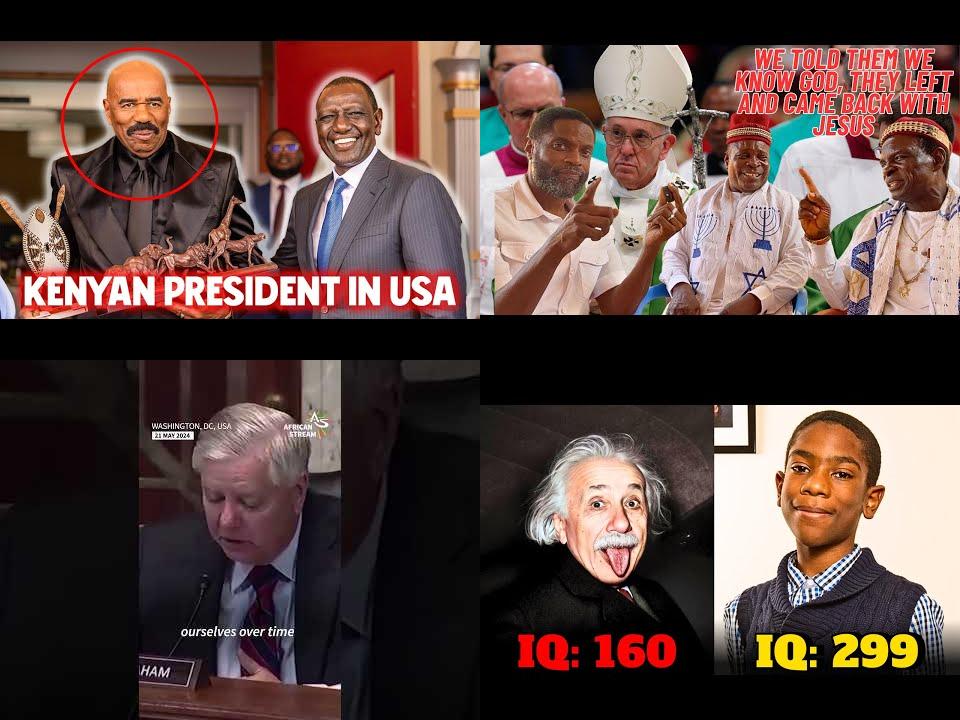 KENYAN PRESIDENT IN USA
WE TOLD THEM WE
KNOW GOD, THEY LEFT
AND CAME BACK WITH
JESUS
WASHINGTON, DC, USA
21 MAY 2024
AFRICAN
STREAM
ourselves over time
HAM
IQ: 160
IQ: 299